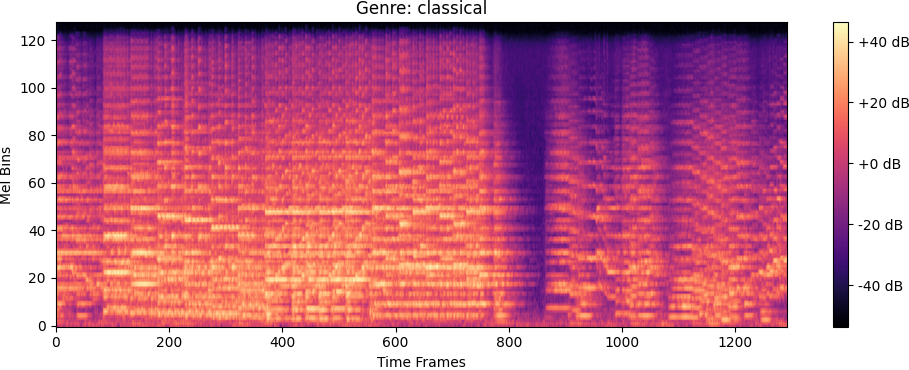 Genre: classical
120
100
80
60
40
20
0
Mel Bins
0 200 400 600 800 1000 1200
Time Frames
+40 dB
+20 dB
+0 dB
-20 dB
-40 dB